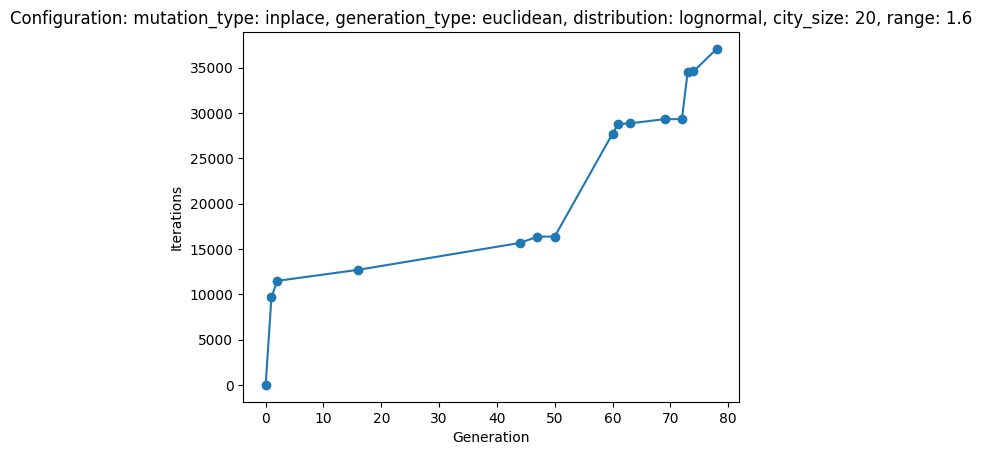 Configuration: mutation_type: inplace, generation_type: euclidean, distribution: lognormal, city_size: 20, range: 1.6
35000
30000
25000
20000
15000
10000
5000
0
Iterations
0 10 20 30 40 50 60 70 80
Generation